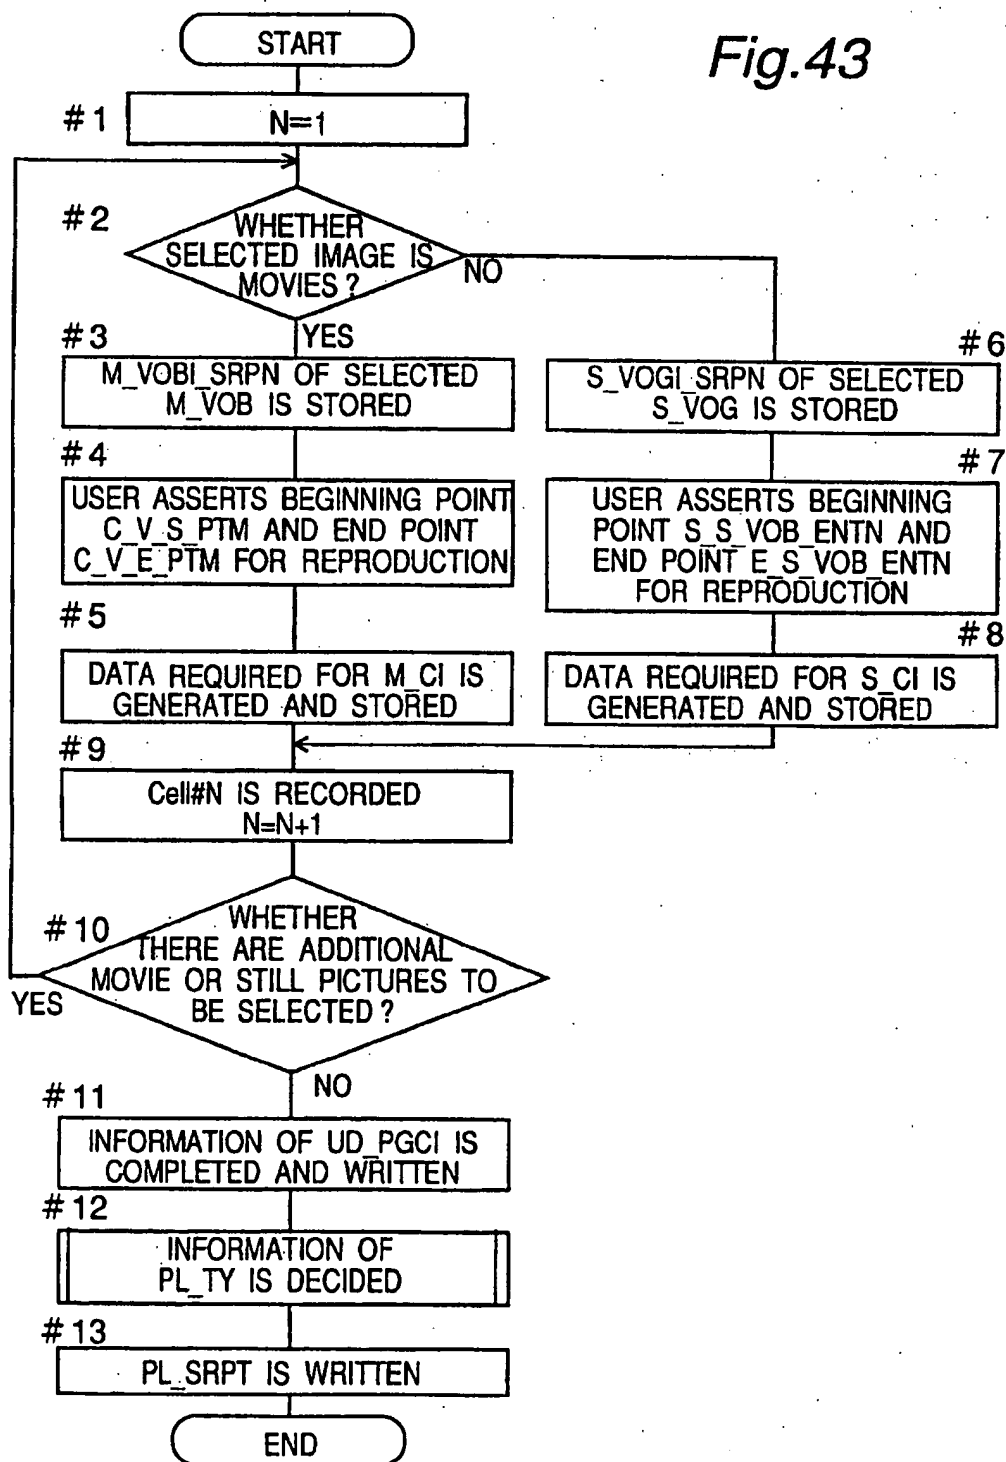 START
Fig.43
#1
N=1
#2
WHETHER
SELECTED IMAGE IS
MOVIES?
NO
YES
#3
M_VOBI_SRPN OF SELECTED
M_VOB IS STORED
#6
S_VOGI_SRPN OF SELECTED
S_VOG IS STORED
#4
USER ASSERTS BEGINNING POINT
C_V_S_PTM AND END POINT
C_V_E_PTM FOR REPRODUCTION
#7
USER ASSERTS BEGINNING
POINT S_S_VOB_ENTN AND
END POINT E_S_VOB_ENTN
FOR REPRODUCTION
#5
DATA REQUIRED FOR M_CI IS
GENERATED AND STORED
#8
DATA REQUIRED FOR S_CI IS
GENERATED AND STORED
#9
Cell#N IS RECORDED
N=N+1
#10
WHETHER
THERE ARE ADDITIONAL
MOVIE OR STILL PICTURES TO
BE SELECTED?
YES
NO
#11
INFORMATION OF UD_PGCI IS
COMPLETED AND WRITTEN
#12
INFORMATION OF
PL_TY IS DECIDED
#13
PL_SRPT IS WRITTEN
END